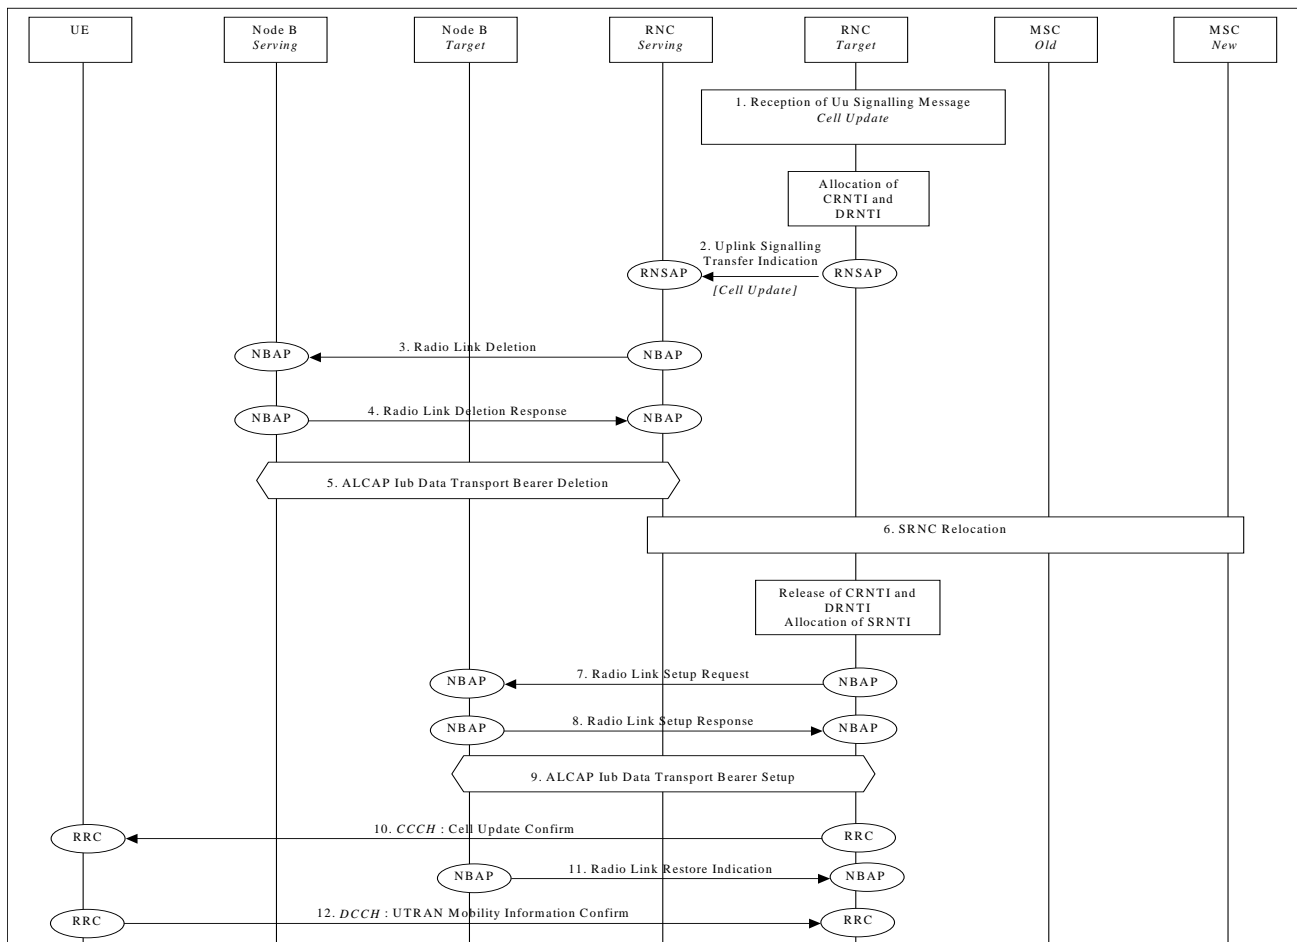 UE
Node B
Serving
Node B
Target
RNC
Serving
RNC
Target
MSC
Old
MSC
New
1. Reception of Uu Signalling Message
Cell Update
Allocation of
CRNTI and
DRNTI
2. Uplink Signalling
Transfer Indication
RNSAP
RNSAP
[Cell Update]
NBAP
3. Radio Link Deletion
NBAP
NBAP
4. Radio Link Deletion Response
NBAP
5. ALCAP Iub Data Transport Bearer Deletion
6. SRNC Relocation
Release of CRNTI and
DRNTI
Allocation of SRNTI
NBAP
7. Radio Link Setup Request
NBAP
NBAP
8. Radio Link Setup Response
NBAP
9. ALCAP Iub Data Transport Bearer Setup
RRC
10. CCCH : Cell Update Confirm
RRC
NBAP
11. Radio Link Restore Indication
NBAP
RRC
12. DCCH : UTRAN Mobility Information Confirm
RRC